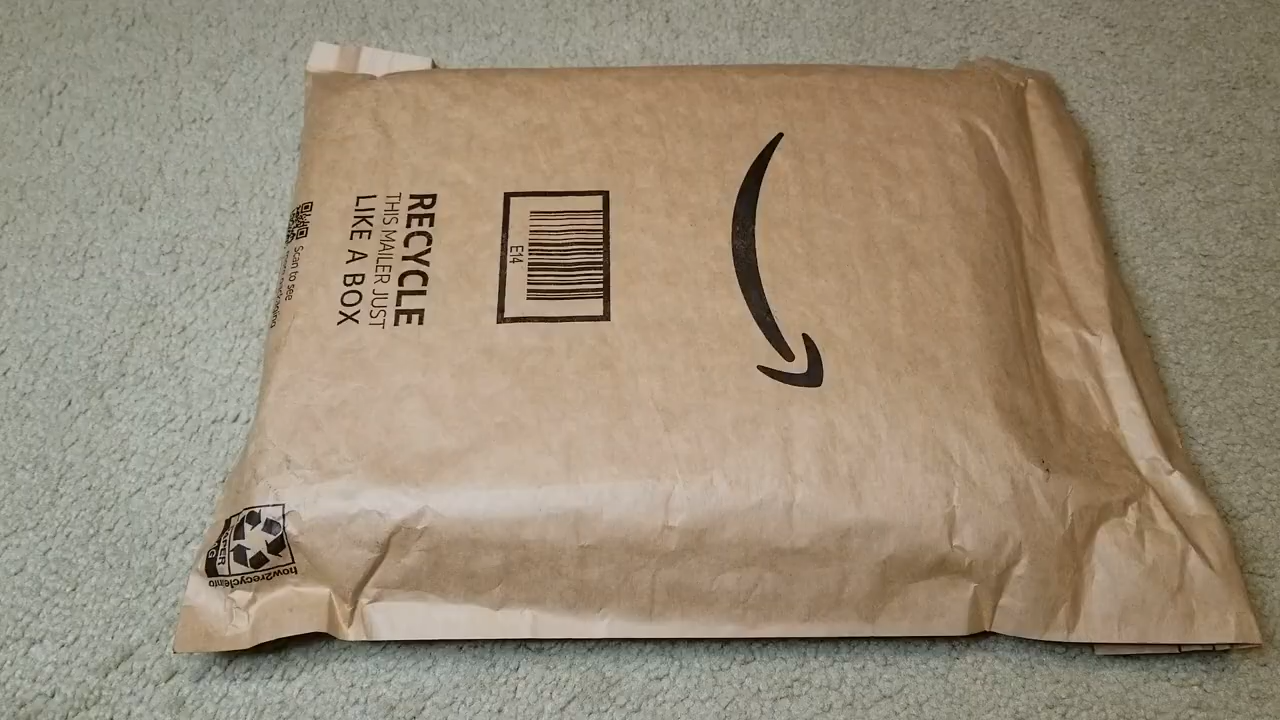 RECYCLE
THIS MAILER JUST
LIKE A BOX
E14
Scan to see
how2recycle.info